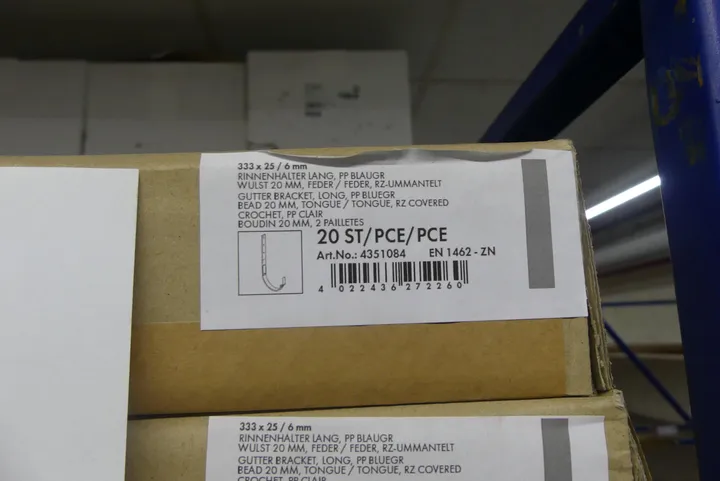 333 x 25 / 6 mm
RINNENHALTER LANG, PP BLAUGR
WULST 20 MM, FEDER / FEDER, RZ-UMMANTELT
GUTTER BRACKET, LONG, PP BLUEGR
BEAD 20 MM, TONGUE / TONGUE, RZ COVERED
CROCHET, PP CLAIR
BOUDIN 20 MM, 2 PAILLETES
20 ST/PCE/PCE
Art.No.: 4351084 EN 1462 - ZN
4 022436 272260
333 x 25 / 6 mm
RINNENHALTER LANG, PP BLAUGR
WULST 20 MM, FEDER / FEDER, RZ-UMMANTELT
GUTTER BRACKET, LONG, PP BLUEGR
BEAD 20 MM, TONGUE / TONGUE, RZ COVERED
CROCHET, PP CLAIR